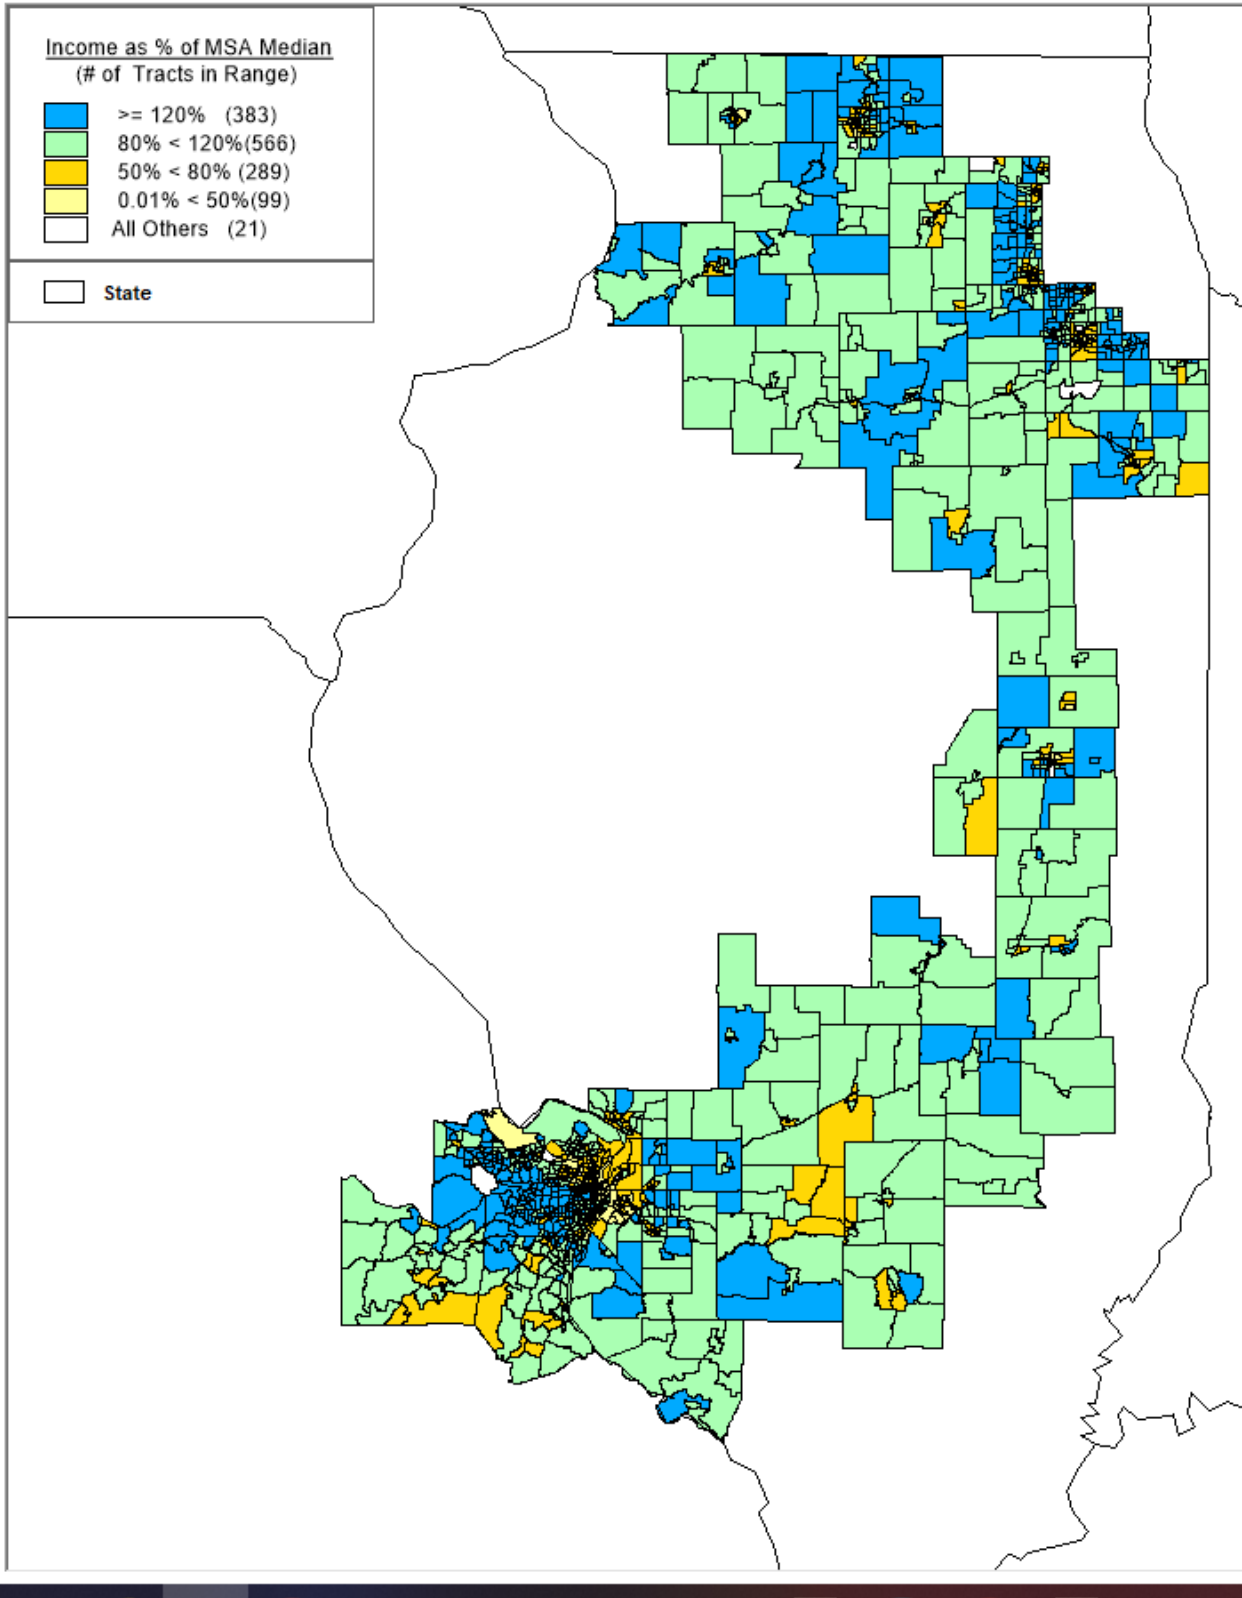 Income as % of MSA Median
(# of Tracts in Range)
>= 120% (383)
80% < 120%(566)
50% < 80% (289)
0.01% < 50%(99)
All Others (21)
State